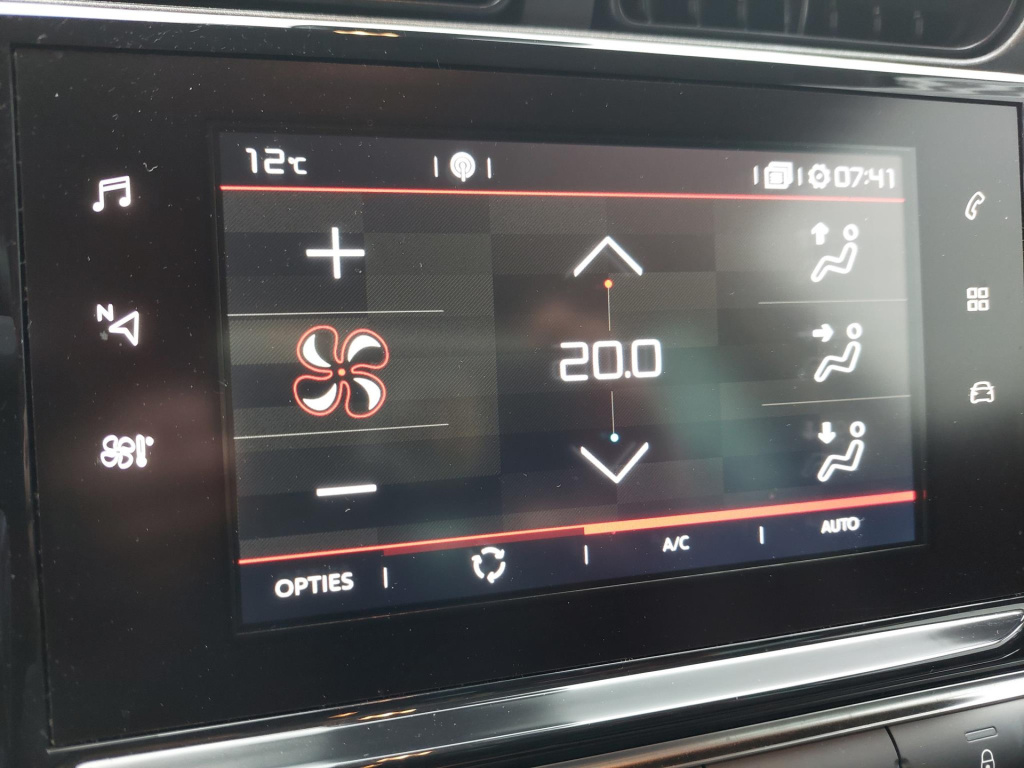 12°C
07:41
N
20.0
OPTIES
A/C
AUTO